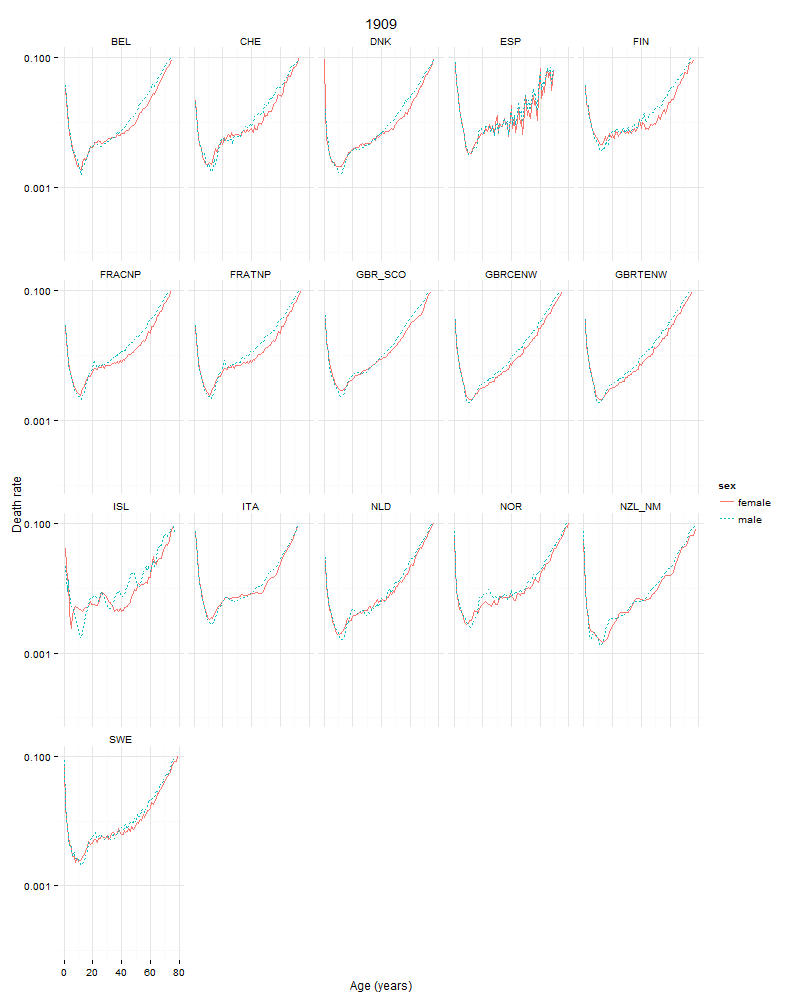 1909
BEL CHE DNK ESP FIN
0.100
0.001
FRACNP FRATNP GBR_SCO GBRCENW GBRTENW
0.100
0.001
Death rate
sex
female
male
ISL ITA NLD NOR NZL_NM
0.100
0.001
SWE
0.100
0.001
0 20 40 60 80
Age (years)